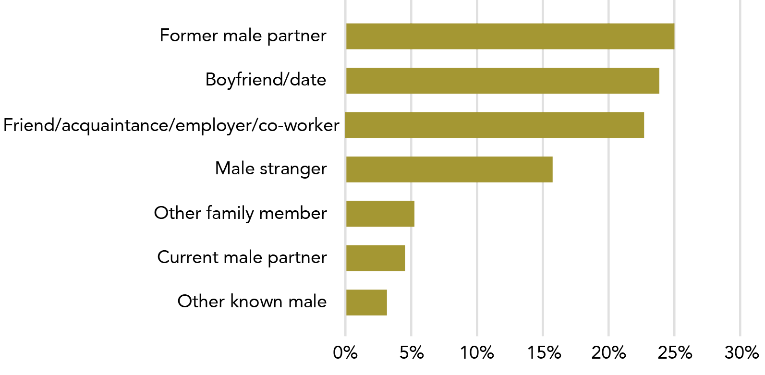 Former male partner
Boyfriend/date
Friend/acquaintance/employer/co-worker
Male stranger
Other family member
Current male partner
Other known male
0% 5% 10% 15% 20% 25% 30%